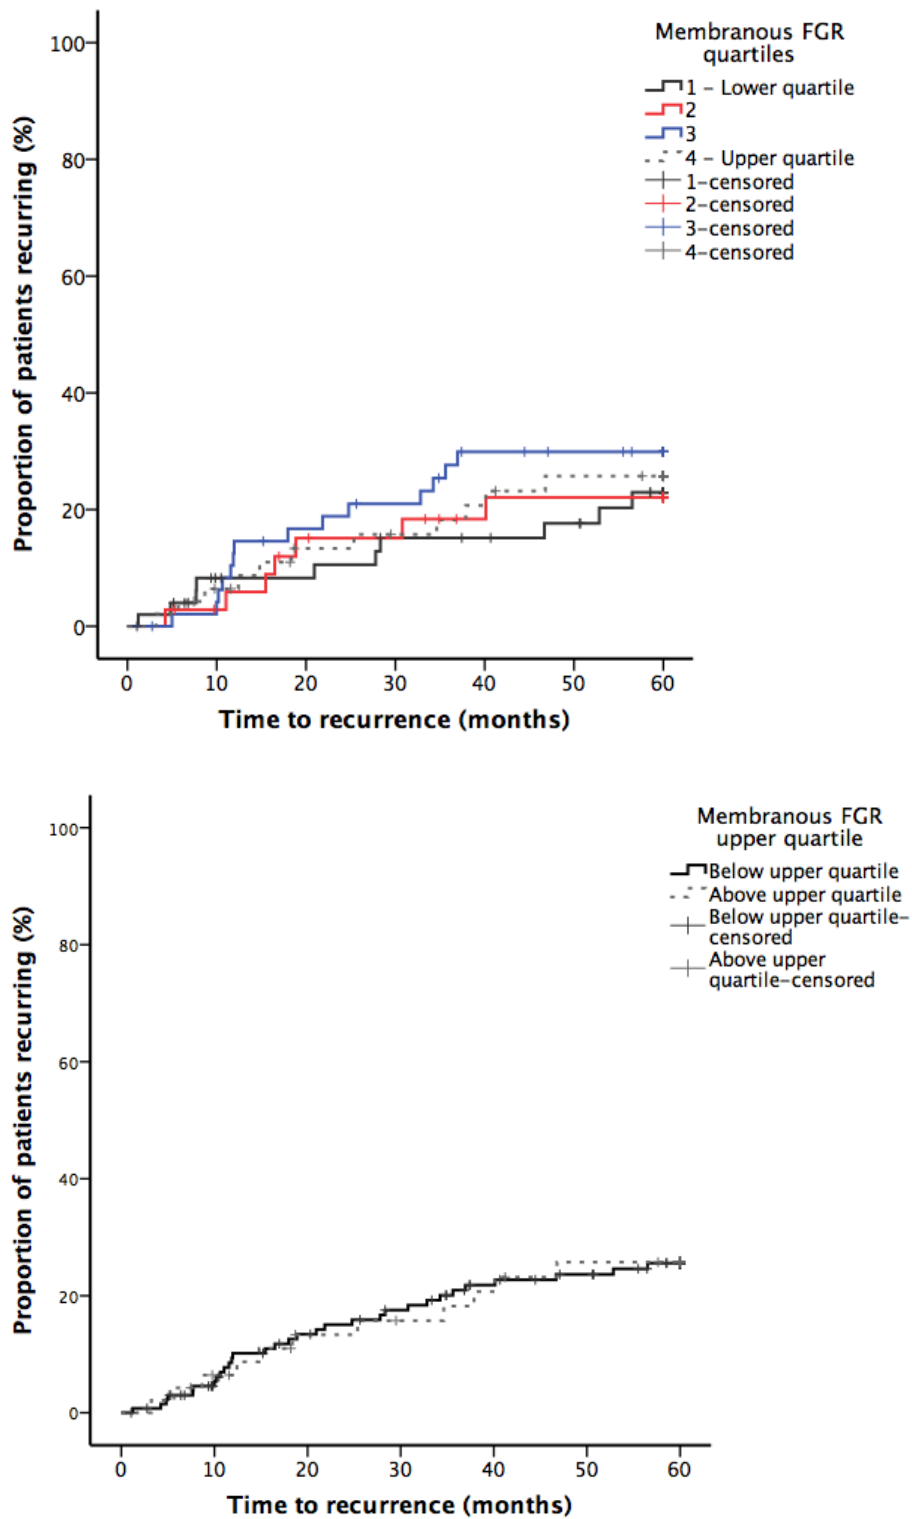 Membranous FGR
quartiles
1 – Lower quartile
2
3
4 – Upper quartile
1–censored
2–censored
3–censored
4–censored
100
80
60
40
20
0
Proportion of patients recurring (%)
0 10 20 30 40 50 60
Time to recurrence (months)
Membranous FGR
upper quartile
Below upper quartile
Above upper quartile
Below upper quartile–
censored
Above upper
quartile–censored
100
80
60
40
20
0
Proportion of patients recurring (%)
0 10 20 30 40 50 60
Time to recurrence (months)